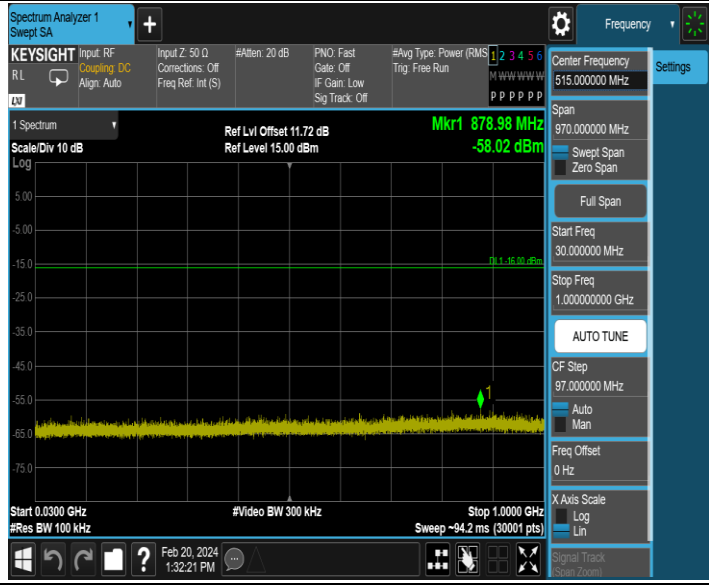 Spectrum Analyzer 1
Swept SA
+
Frequency
KEYSIGHT
RL
LXI
Input: RF
Coupling: DC
Align: Auto
Input Z: 50 Ω
Corrections: Off
Freq Ref: Int (S)
#Atten: 20 dB
PNO: Fast
Gate: Off
IF Gain: Low
Sig Track: Off
#Avg Type: Power (RMS
Trig: Free Run
1 2 3 4 5 6
M W W W W W
P P P P P P
1 Spectrum
Scale/Div 10 dB
Log
Ref Lvl Offset 11.72 dB
Ref Level 15.00 dBm
Mkr1 878.98 MHz
-58.02 dBm
5.00
-5.00
-15.0
DL1 -16.00 dBm
-25.0
-35.0
-45.0
-55.0
1
-65.0
-75.0
Start 0.0300 GHz
#Res BW 100 kHz
#Video BW 300 kHz
Stop 1.0000 GHz
Sweep ~94.2 ms (30001 pts)
?
Feb 20, 2024
1:32:21 PM
Center Frequency
515.000000 MHz
Settings
Span
970.000000 MHz
Swept Span
Zero Span
Full Span
Start Freq
30.000000 MHz
Stop Freq
1.000000000 GHz
AUTO TUNE
CF Step
97.000000 MHz
Auto
Man
Freq Offset
0 Hz
X Axis Scale
Log
Lin
Signal Track
(Span Zoom)